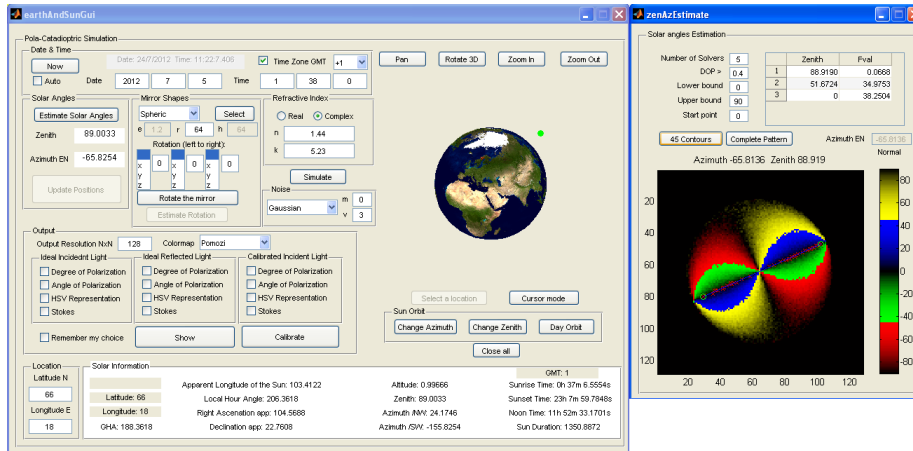 earthAndSunGui
Pola-Catadioptric Simulation
Date & Time
Now
Date: 24/7/2012 Time: 11:22:7.406
Time Zone GMT +1
Auto Date 2012 7 5 Time 1 38 0
Pan Rotate 3D Zoom In Zoom Out
Solar Angles
Estimate Solar Angles
Zenith 89.0033
Azimuth EN -65.8254
Update Positions
Mirror Shapes
Spheric Select
e 1.2 r 64 h 64
Rotation (left to right):
x 0 x 0 x 0
y y y
z z z
Rotate the mirror
Estimate Rotation
Refractive Index
Real Complex
n 1.44
k 5.23
Simulate
Noise
Gaussian m 0
v 3
Output
Output Resolution NxN 128 Colormap Pomozi
Ideal Incidednt Light
Degree of Polarization
Angle of Polarization
HSV Representation
Stokes
Ideal Reflected Light
Degree of Polarization
Angle of Polarization
HSV Representation
Stokes
Calibrated Incident Light
Degree of Polarization
Angle of Polarization
HSV Representation
Stokes
Remember my choice Show Calibrate
Select a location Cursor mode
Sun Orbit
Change Azimuth Change Zenith Day Orbit
Close all
Location
Latitude N
66
Longitude E
18
Solar Information
Latitude: 66
Longitude: 18
GHA: 188.3618
Apparent Longitude of the Sun: 103.4122
Local Hour Angle: 206.3618
Right Ascenation app: 104.5688
Declination app: 22.7608
Altitude: 0.99666
Zenith: 89.0033
Azimuth /NW: 24.1746
Azimuth /SW: -155.8254
GMT: 1
Sunrise Time: 0h 37m 6.5554s
Sunset Time: 23h 7m 59.7848s
Noon Time: 11h 52m 33.1701s
Sun Duration: 1350.8872
zenAzEstimate
Solar angles Estimation
Number of Solvers 5
DOP > 0.4
Lower bound 0
Upper bound 90
Start point 0
Zenith Fval
1 88.9190 0.0668
2 51.6724 34.9753
3 0 38.2504
45 Contours Complete Pattern Azimuth EN -65.8136
Normal
Azimuth -65.8136 Zenith 88.919
20
40
60
80
100
120
20 40 60 80 100 120
80
60
40
20
0
-20
-40
-60
-80